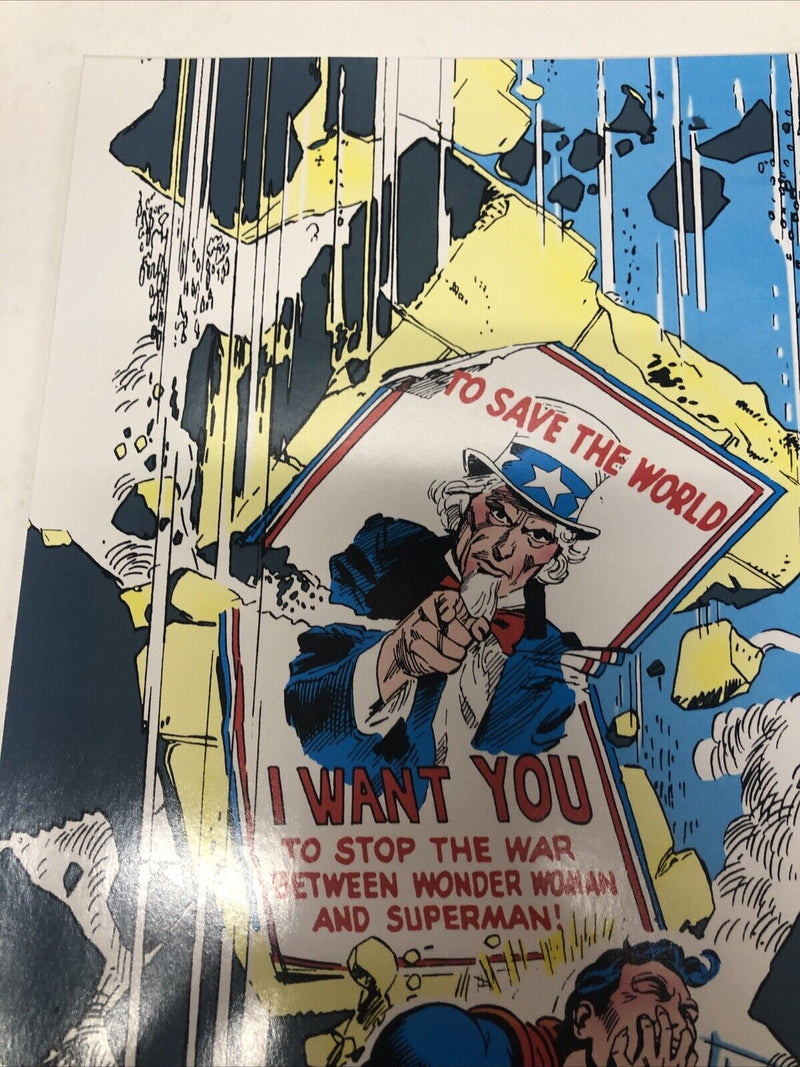 TO SAVE THE WORLD
I WANT YOU
TO STOP THE WAR
BETWEEN WONDER WOMAN
AND SUPERMAN!